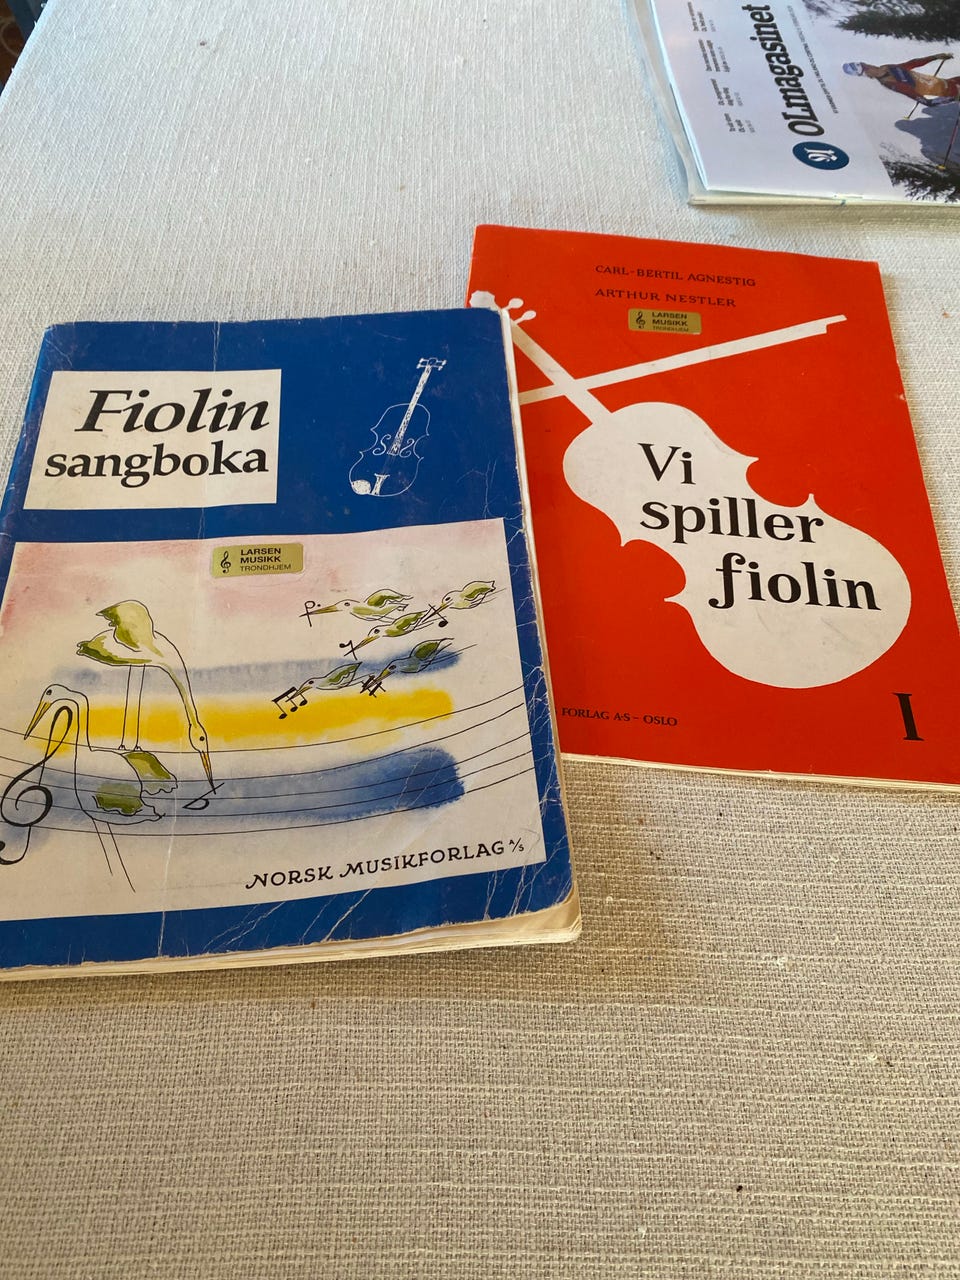 OLmagasinet
Fiolin
sangboka
LARSEN
MUSIKK
TRONDHJEM
NORSK MUSIKFORLAG A/S
CARL-BERTIL AGNESTIG
ARTHUR NESTLER
LARSEN
MUSIKK
TRONDHJEM
Vi
spiller
fiolin
FORLAG A·S – OSLO
I